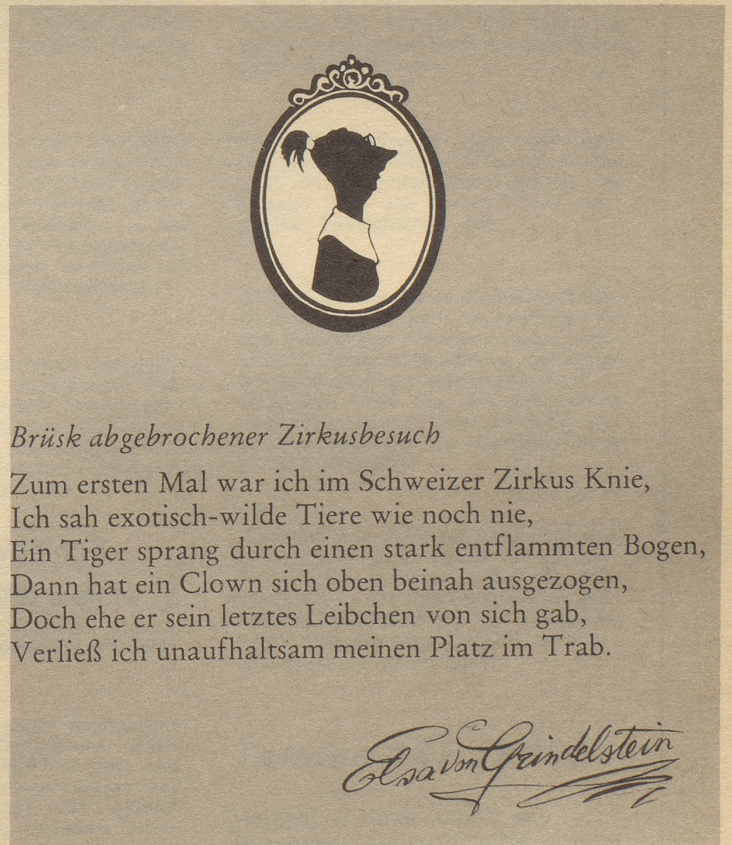 Brüsk abgebrochener Zirkusbesuch
Zum ersten Mal war ich im Schweizer Zirkus Knie,
Ich sah exotisch-wilde Tiere wie noch nie,
Ein Tiger sprang durch einen stark entflammten Bogen,
Dann hat ein Clown sich oben beinah ausgezogen,
Doch ehe er sein letztes Leibchen von sich gab,
Verließ ich unaufhaltsam meinen Platz im Trab.
Elsa von Grindelstein